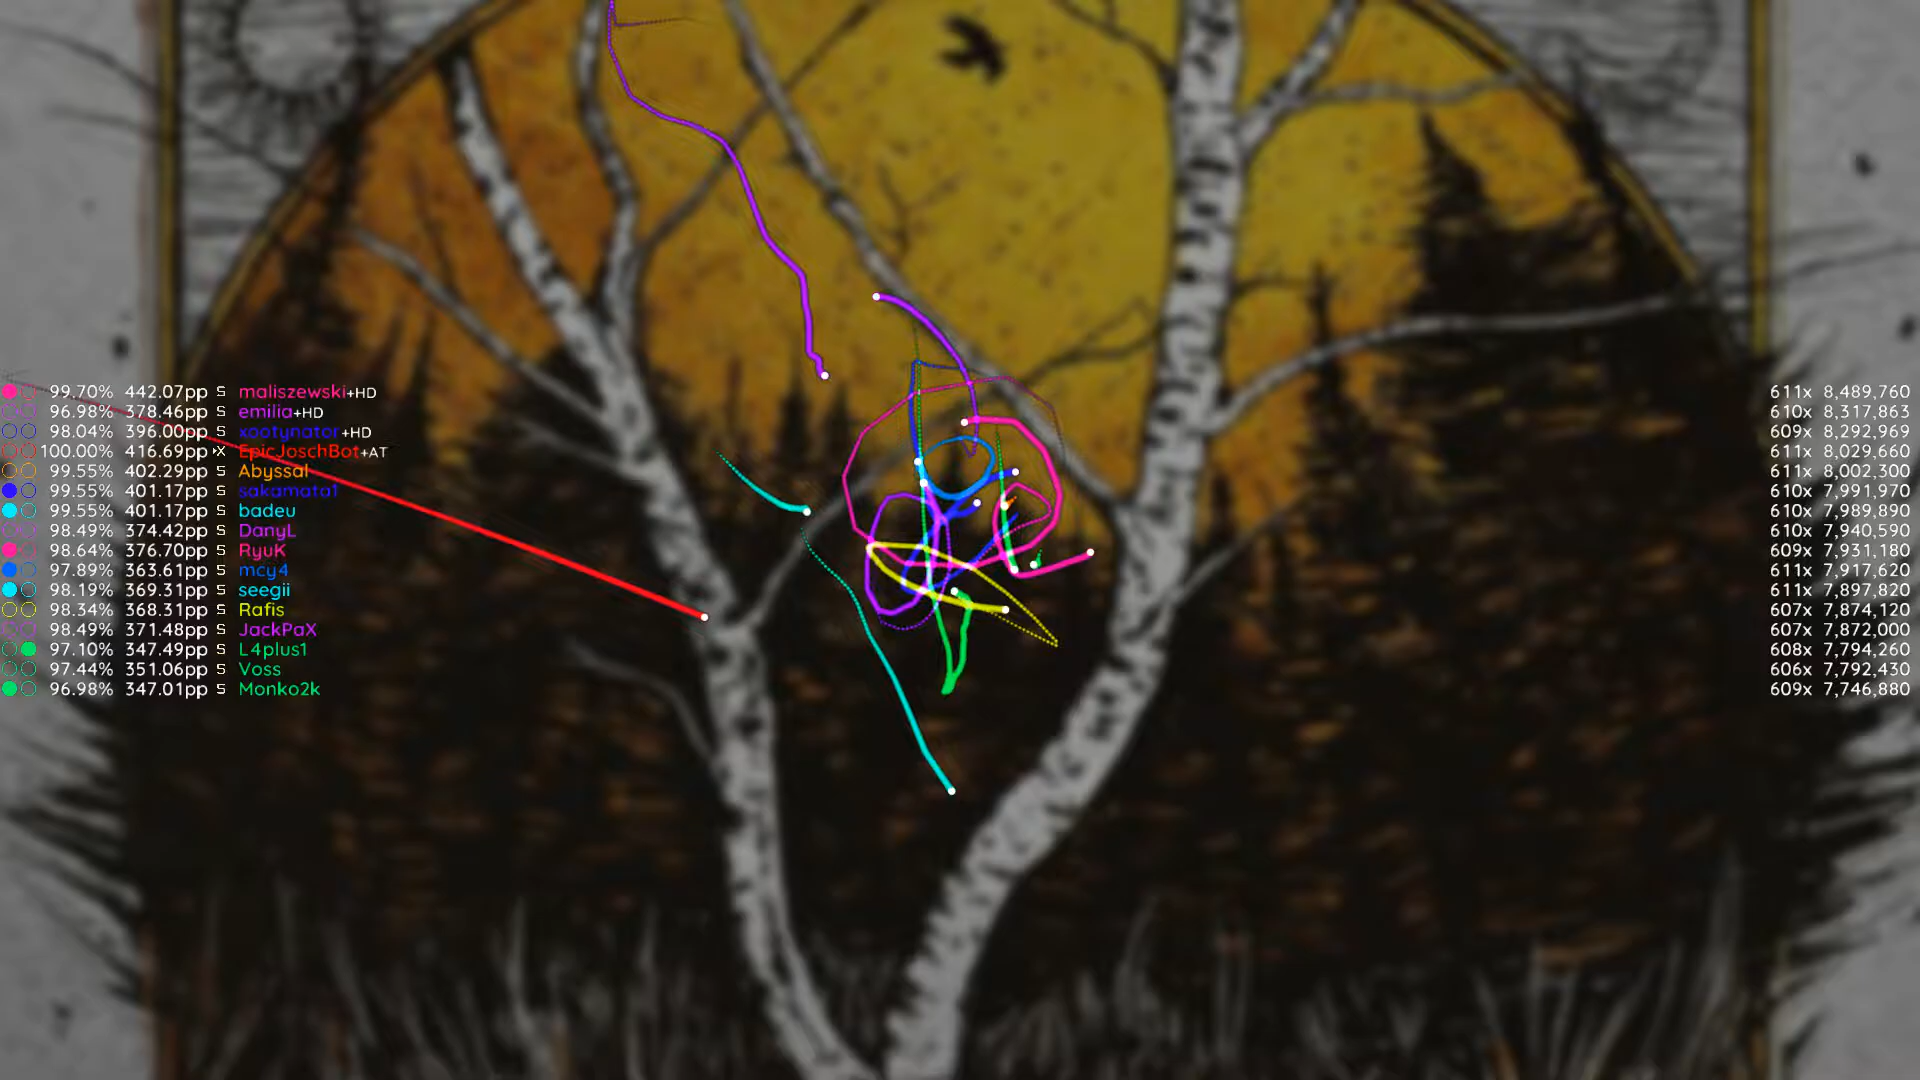 99.70% 442.07pp S maliszewski+HD 611x 8,489,760
96.98% 378.46pp S emilia+HD 610x 8,317,863
98.04% 396.00pp S xootynator+HD 609x 8,292,969
100.00% 416.69pp X EpicJoschBot+AT 611x 8,029,660
99.55% 402.29pp S Abyssal 611x 8,002,300
99.55% 401.17pp S sakamata1 610x 7,991,970
99.55% 401.17pp S badeu 610x 7,989,890
98.49% 374.42pp S DanyL 610x 7,940,590
98.64% 376.70pp S RyuK 609x 7,931,180
97.89% 363.61pp S mcy4 611x 7,917,620
98.19% 369.31pp S seegii 611x 7,897,820
98.34% 368.31pp S Rafis 607x 7,874,120
98.49% 371.48pp S JackPaX 607x 7,872,000
97.10% 347.49pp S L4plus1 608x 7,794,260
97.44% 351.06pp S Voss 606x 7,792,430
96.98% 347.01pp S Monko2k 609x 7,746,880